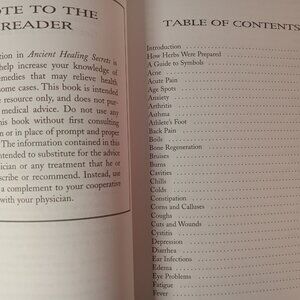 OTE TO THE
READER
tion in Ancient Healing Secrets is
help increase your knowledge of
emedies that may relieve health
common areas. This book is intended
e resource only, and does not pur-
medical advice. Do not use any
his book without first consulting
on or in place of prompt and proper
The information contained in this
ntended to substitute for the advice
ician or any treatment that he or
scribe or recommend. Instead, use
a complement to your cooperative
with your physician.
TABLE OF CONTENTS
Introduction
How Herbs Were Prepared
A Guide to Symbols
Acne
Acute Pain
Age Spots
Anxiety
Arthritis
Asthma
Athlete's Foot
Back Pain
Boils
Bone Regeneration
Bruises
Burns
Cavities
Chills
Colds
Constipation
Corns and Calluses
Coughs
Cuts and Wounds
Cystitis
Depression
Diarrhea
Ear Infections
Edema
Eye Problems
Fatigue
Fever